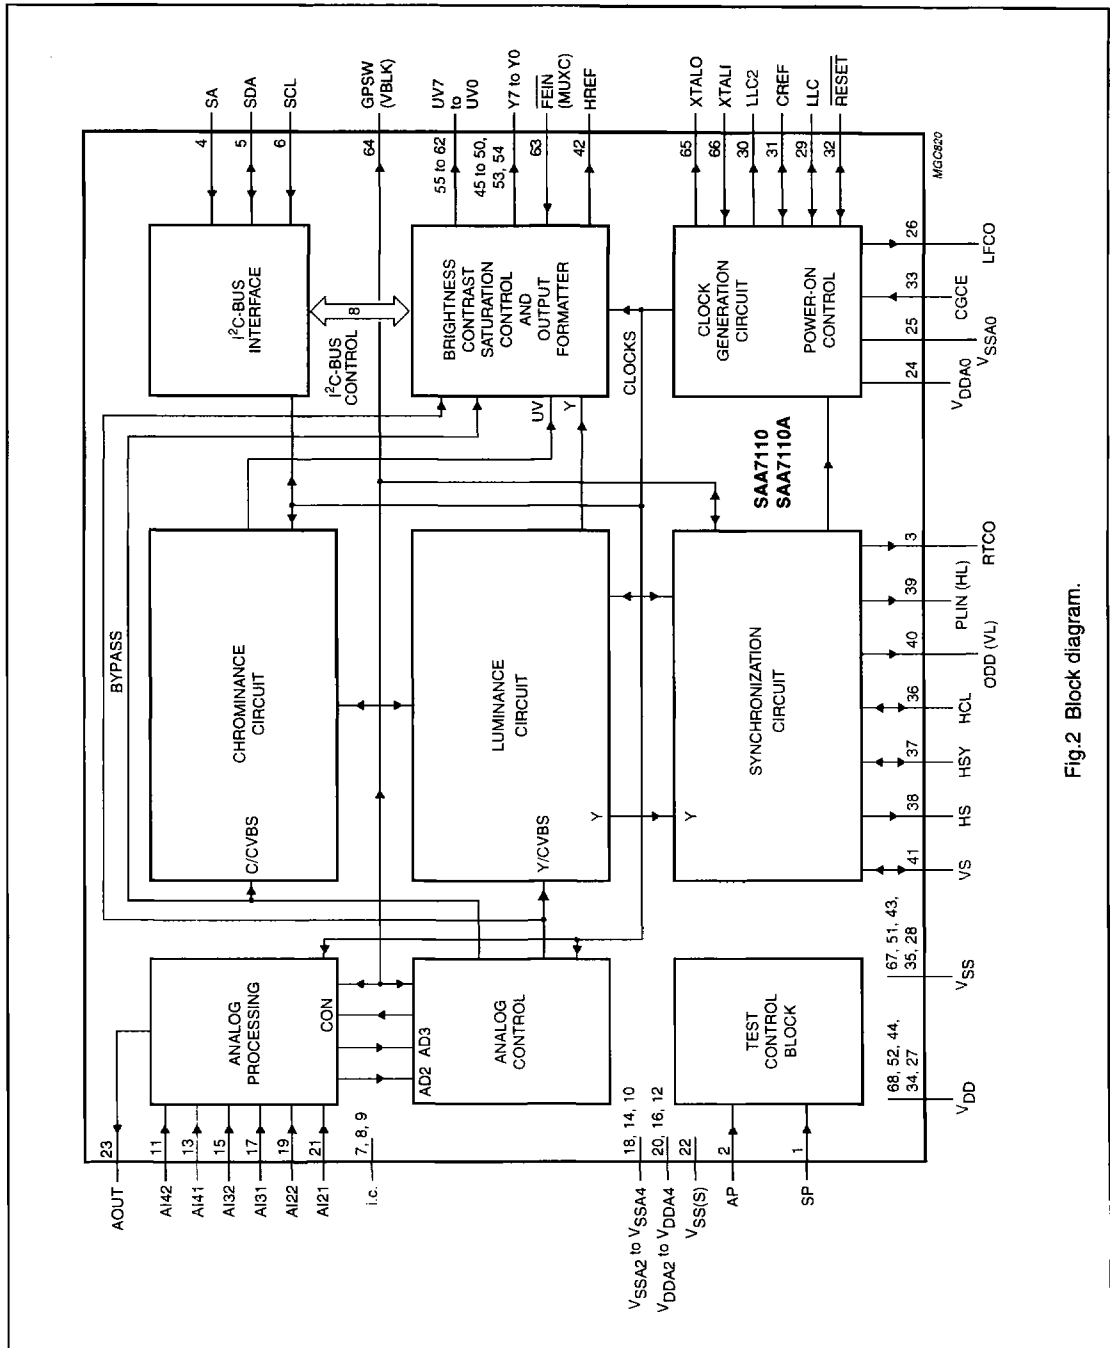 SA
SDA
SCL
GPSW
(VBLK)
UV7
to
UV0
Y7 to Y0
FEIN
(MUXC)
HREF
XTALO
XTALI
LLC2
CREF
LLC
RESET
4
5
6
64
55 to 62
45 to 50,
53, 54
63
42
65
66
30
31
29
32
MGC820
I²C-BUS
INTERFACE
I²C-BUS
CONTROL
8
BRIGHTNESS
CONTRAST
SATURATION
CONTROL
AND
OUTPUT
FORMATTER
UV
Y
CLOCKS
CLOCK
GENERATION
CIRCUIT
POWER-ON
CONTROL
26
LFCO
33
CGCE
25
VSSA0
24
VDDA0
SAA7110
SAA7110A
BYPASS
CHROMINANCE
CIRCUIT
C/CVBS
LUMINANCE
CIRCUIT
Y/CVBS
Y
Y
SYNCHRONIZATION
CIRCUIT
3
RTCO
39
PLIN (HL)
40
ODD (VL)
36
HCL
37
HSY
38
HS
41
VS
ANALOG
PROCESSING
CON
AD2
AD3
ANALOG
CONTROL
TEST
CONTROL
BLOCK
67, 51, 43,
35, 28
VSS
68, 52, 44,
34, 27
VDD
23
11
13
15
17
19
21
7, 8, 9
18, 14, 10
20, 16, 12
22
2
1
AOUT
AI42
AI41
AI32
AI31
AI22
AI21
i.c.
VSSA2 to VSSA4
VDDA2 to VDDA4
VSS(S)
AP
SP
Fig.2 Block diagram.